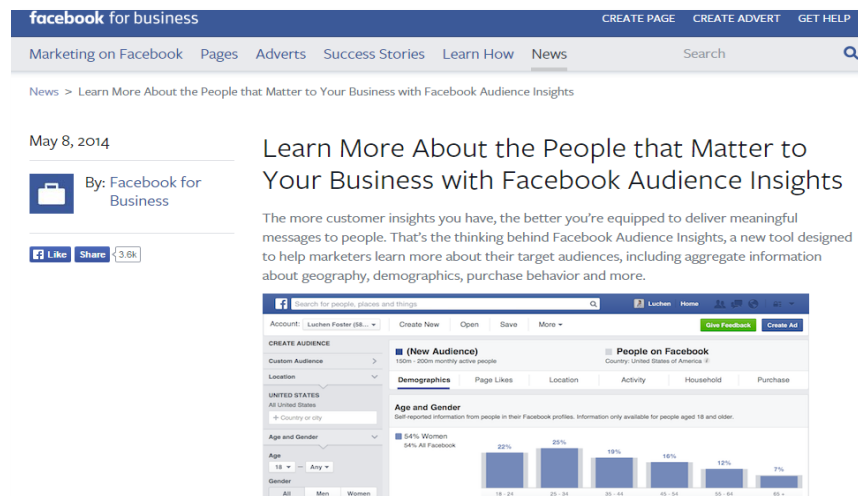 facebook for business
CREATE PAGE CREATE ADVERT GET HELP
Marketing on Facebook Pages Adverts Success Stories Learn How News Search
News > Learn More About the People that Matter to Your Business with Facebook Audience Insights
May 8, 2014
By: Facebook for
Business
Like Share 3.6k
Learn More About the People that Matter to
Your Business with Facebook Audience Insights
The more customer insights you have, the better you're equipped to deliver meaningful
messages to people. That's the thinking behind Facebook Audience Insights, a new tool designed
to help marketers learn more about their target audiences, including aggregate information
about geography, demographics, purchase behavior and more.
Search for people, places and things Luchen Home
Account: Luchen Foster (58... Create New Open Save More Give Feedback Create Ad
CREATE AUDIENCE
Custom Audience >
Location
UNITED STATES
All United States
+ Country or city
Age and Gender
Age
18 – Any
Gender
All Men Women
(New Audience)
150m - 200m monthly active people
People on Facebook
Country: United States of America
Demographics Page Likes Location Activity Household Purchase
Age and Gender
Self-reported information from people in their Facebook profiles. Information only available for people aged 18 and older.
54% Women
54% All Facebook
22% 25% 19% 16% 12% 7%
18 - 24 25 - 34 35 - 44 45 - 54 55 - 64 65 +